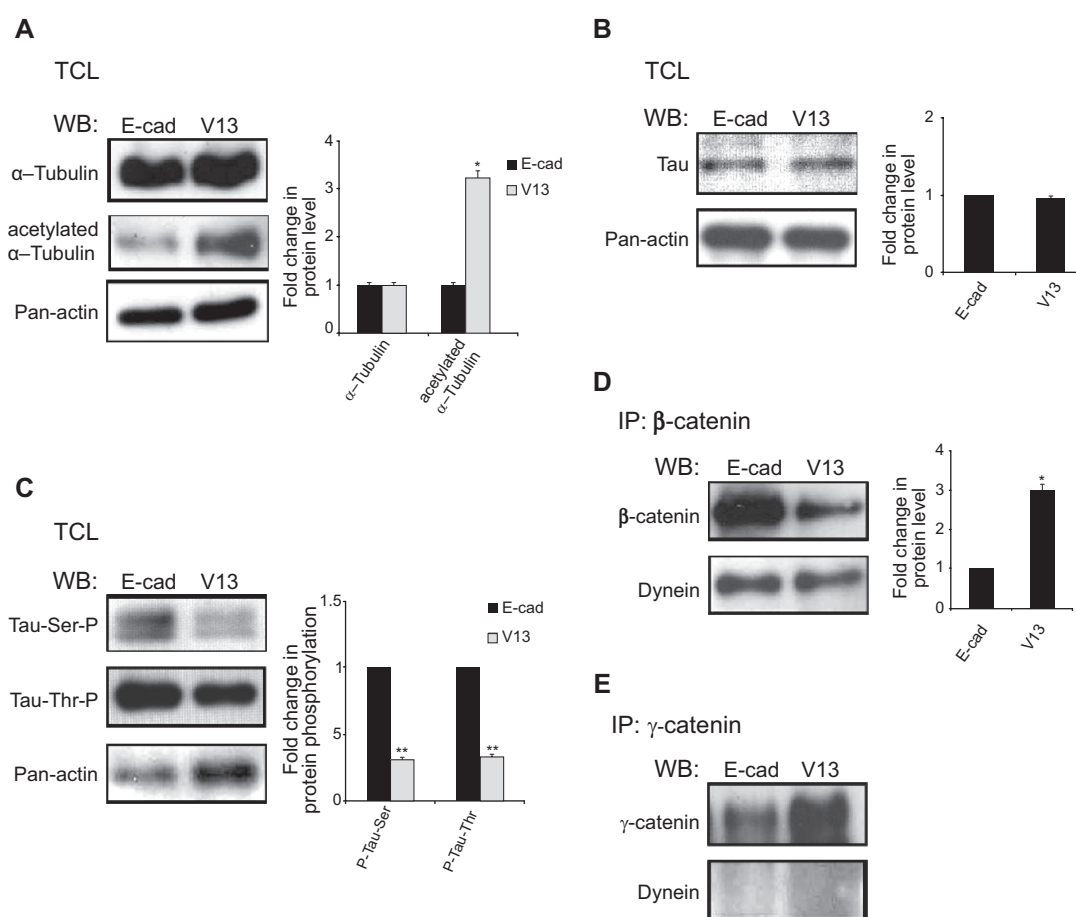 A
TCL
WB: E-cad V13
α–Tubulin
acetylated
α–Tubulin
Pan-actin
Fold change in
protein level
4
3
2
1
0
*
E-cad
V13
α–Tubulin
acetylated
α–Tubulin
B
TCL
WB: E-cad V13
Tau
Pan-actin
Fold change in
protein level
2
1
0
E-cad
V13
C
TCL
WB: E-cad V13
Tau-Ser-P
Tau-Thr-P
Pan-actin
Fold change in
protein phosphorylation
1.5
1
5
0
**
**
E-cad
V13
P-Tau-Ser
P-Tau-Thr
D
IP: β-catenin
WB: E-cad V13
β-catenin
Dynein
Fold change in
protein level
4
3
2
1
0
*
E-cad
V13
E
IP: γ-catenin
WB: E-cad V13
γ-catenin
Dynein